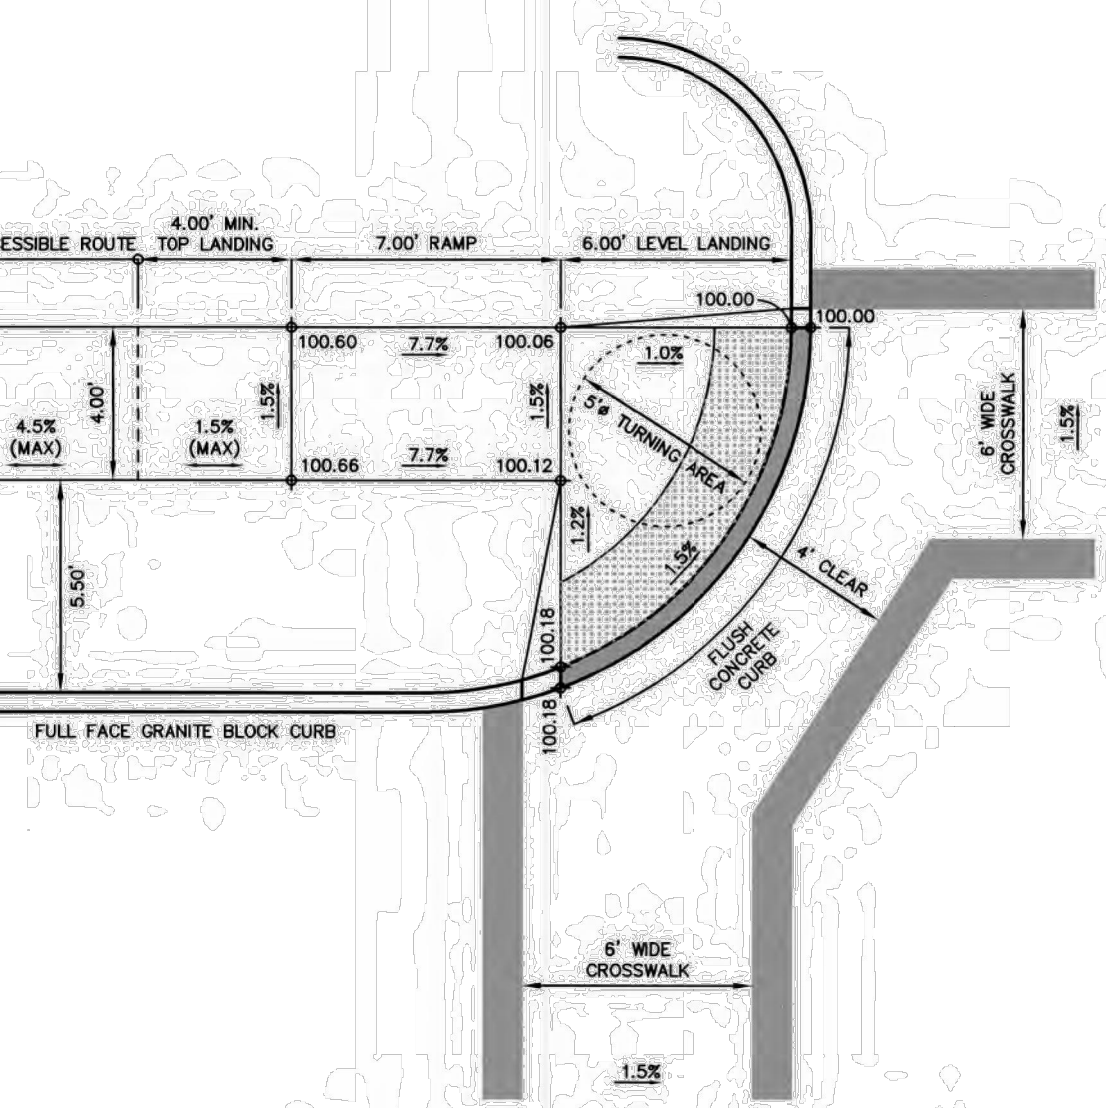 4.00' MIN.
ESSIBLE ROUTE
TOP LANDING
7.00' RAMP
6.00' LEVEL LANDING
100.00
100.00
100.60
7.7%
100.06
1.0%
4.00'
1.5%
1.5%
5'ø TURNING AREA
4.5%
(MAX)
1.5%
(MAX)
6' WIDE
CROSSWALK
1.5%
100.66
7.7%
100.12
1.2%
1.5%
4' CLEAR
5.50'
100.18
FLUSH
CONCRETE
CURB
100.18
FULL FACE GRANITE BLOCK CURB
6' WIDE
CROSSWALK
1.5%